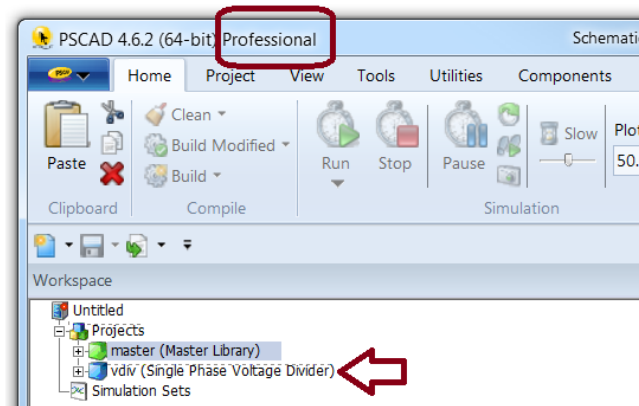 PSCAD 4.6.2 (64-bit) Professional
Schemati
PSCAD
Home Project View Tools Utilities Components
Paste
Clean
Build Modified
Build
Run Stop Pause
Slow
Plot
50.
Clipboard Compile Simulation
Workspace
Untitled
Projects
master (Master Library)
vdiv (Single Phase Voltage Divider)
Simulation Sets